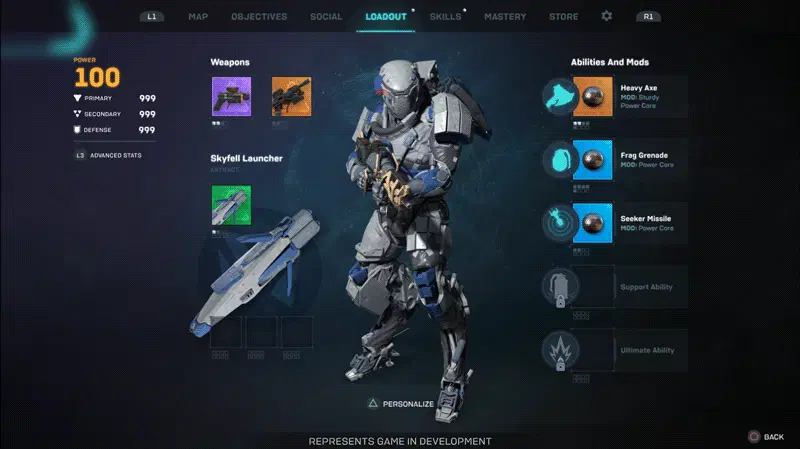 L1 MAP OBJECTIVES SOCIAL LOADOUT SKILLS MASTERY STORE R1
POWER
100
PRIMARY 999
SECONDARY 999
DEFENSE 999
L3 ADVANCED STATS
Weapons
Skyfell Launcher
ARTIFACT
Abilities And Mods
Heavy Axe
MOD: Sturdy
Power Core
Frag Grenade
MOD: Power Core
Seeker Missile
MOD: Power Core
Support Ability
Ultimate Ability
PERSONALIZE
BACK
REPRESENTS GAME IN DEVELOPMENT